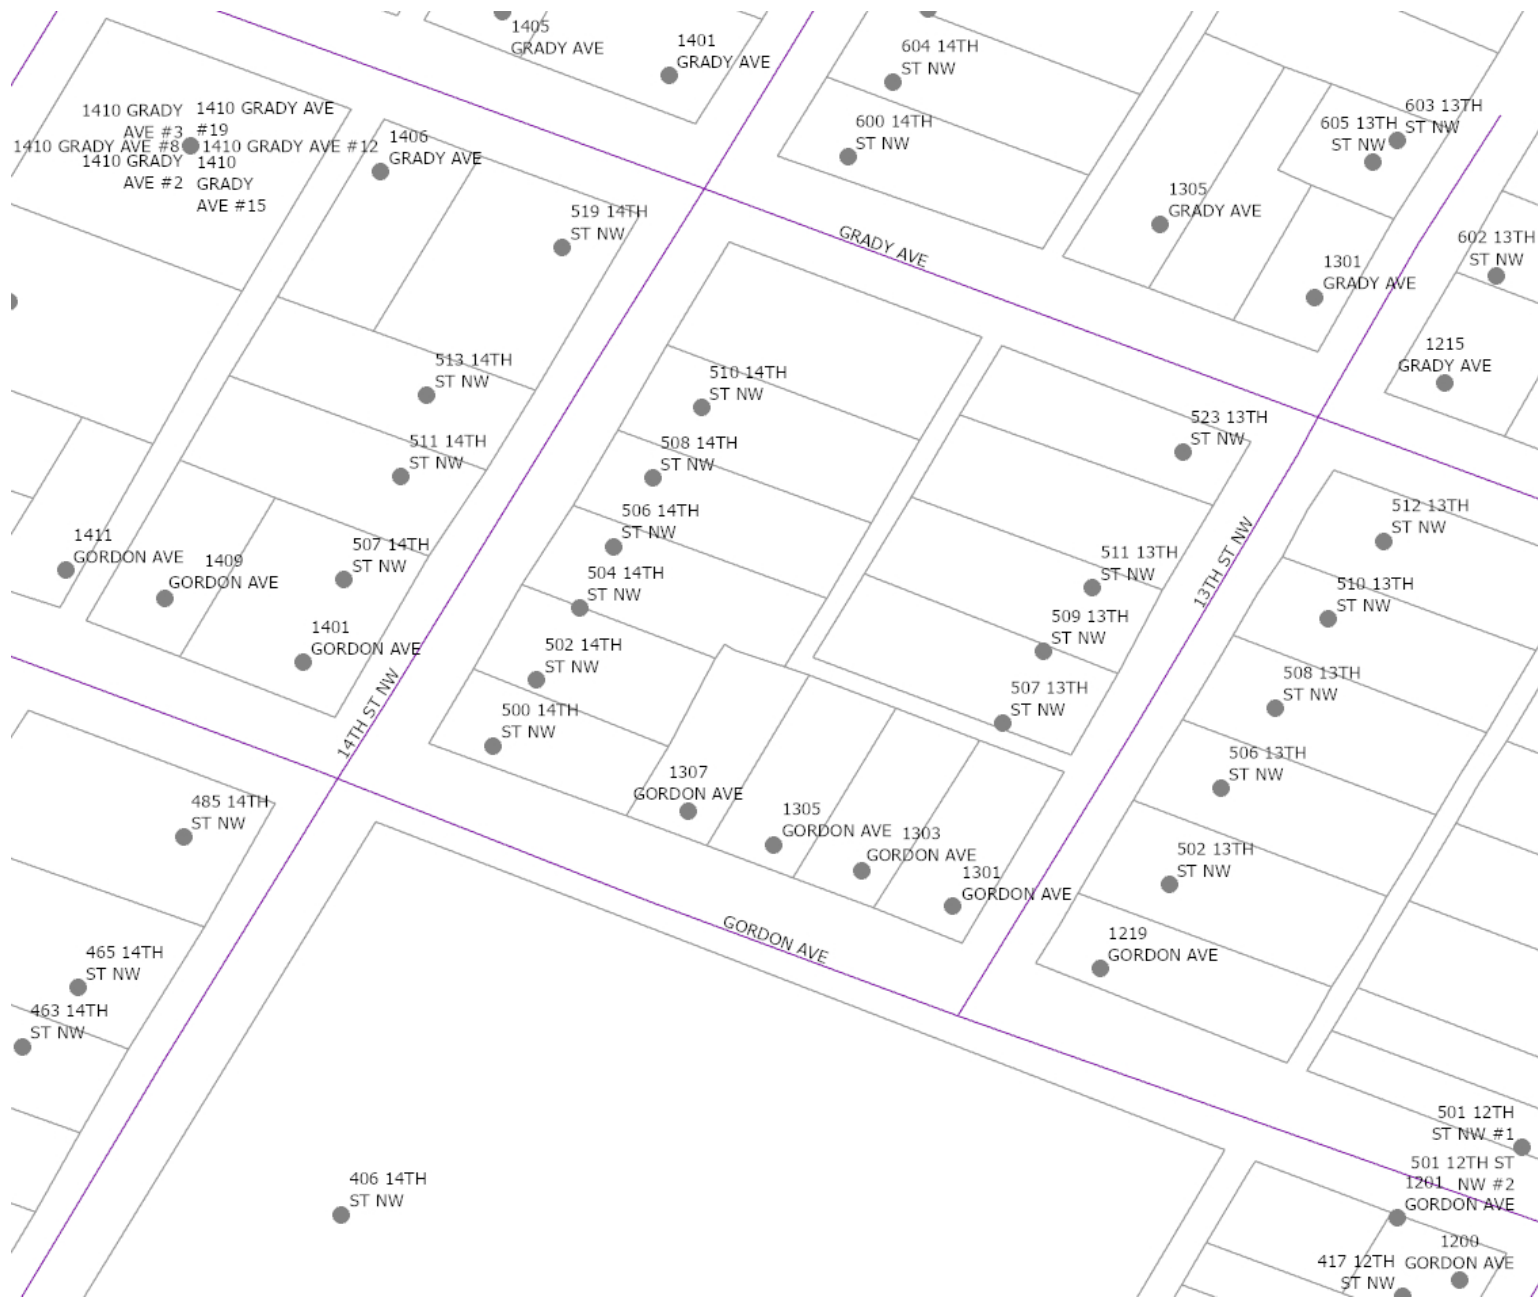 1405
GRADY AVE
1401
GRADY AVE
604 14TH
ST NW
600 14TH
ST NW
603 13TH
ST NW
605 13TH
ST NW
1410 GRADY
AVE #3
1410 GRADY AVE
#19
1410 GRADY AVE #8
1410 GRADY AVE #12
1410 GRADY
AVE #2
1410
GRADY
AVE #15
1406
GRADY AVE
519 14TH
ST NW
GRADY AVE
1305
GRADY AVE
1301
GRADY AVE
602 13TH
ST NW
1215
GRADY AVE
513 14TH
ST NW
510 14TH
ST NW
523 13TH
ST NW
511 14TH
ST NW
508 14TH
ST NW
506 14TH
ST NW
512 13TH
ST NW
1411
GORDON AVE
1409
GORDON AVE
507 14TH
ST NW
504 14TH
ST NW
511 13TH
ST NW
13TH ST NW
510 13TH
ST NW
1401
GORDON AVE
502 14TH
ST NW
509 13TH
ST NW
14TH ST NW
500 14TH
ST NW
507 13TH
ST NW
508 13TH
ST NW
506 13TH
ST NW
485 14TH
ST NW
1307
GORDON AVE
1305
GORDON AVE
1303
GORDON AVE
1301
GORDON AVE
502 13TH
ST NW
GORDON AVE
1219
GORDON AVE
465 14TH
ST NW
463 14TH
ST NW
406 14TH
ST NW
501 12TH
ST NW #1
501 12TH ST
NW #2
1201
GORDON AVE
1200
GORDON AVE
417 12TH
ST NW